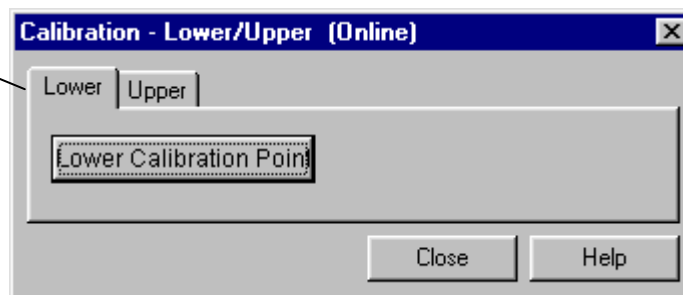 Calibration - Lower/Upper (Online)
Lower Upper
Lower Calibration Poin
Close Help